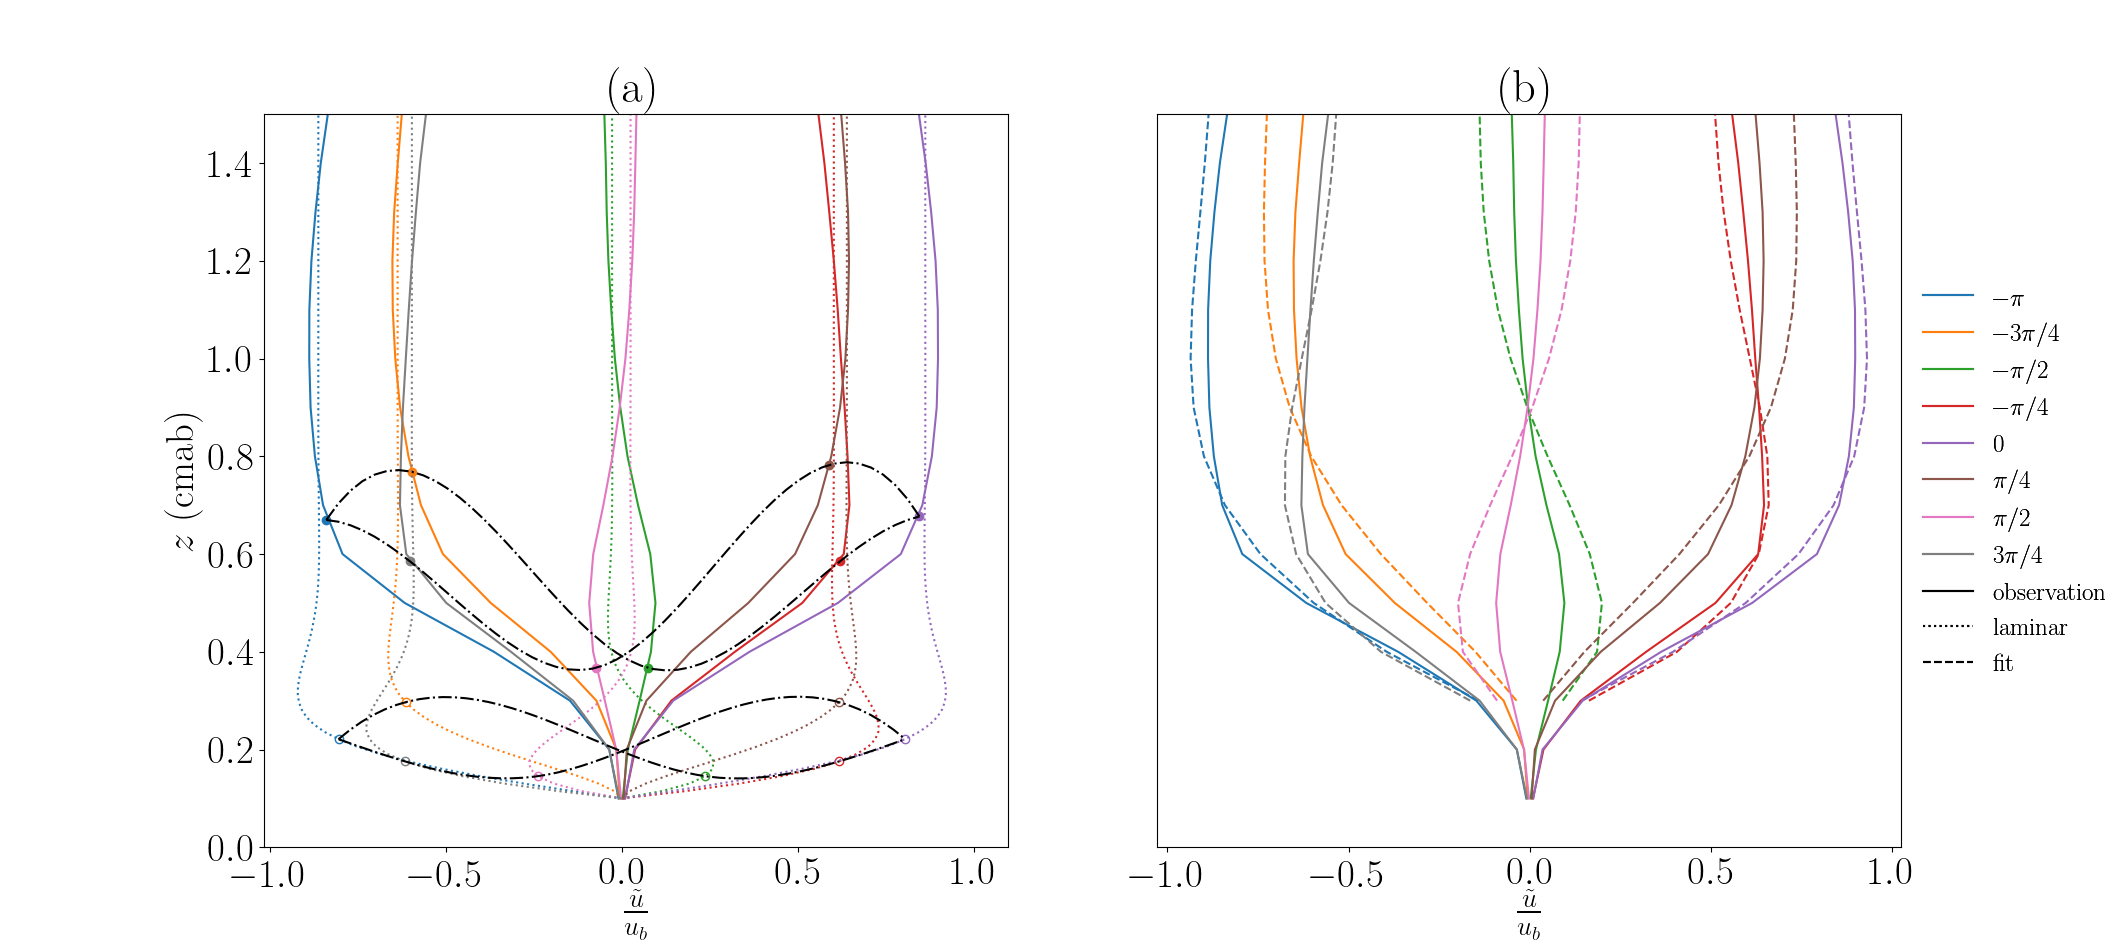 (a)
(b)
1.4
1.2
1.0
0.8
0.6
0.4
0.2
0.0
z (cmab)
−1.0 −0.5 0.0 0.5 1.0
ũ
u_b
−1.0 −0.5 0.0 0.5 1.0
ũ
u_b
−π
−3π/4
−π/2
−π/4
0
π/4
π/2
3π/4
observation
laminar
fit